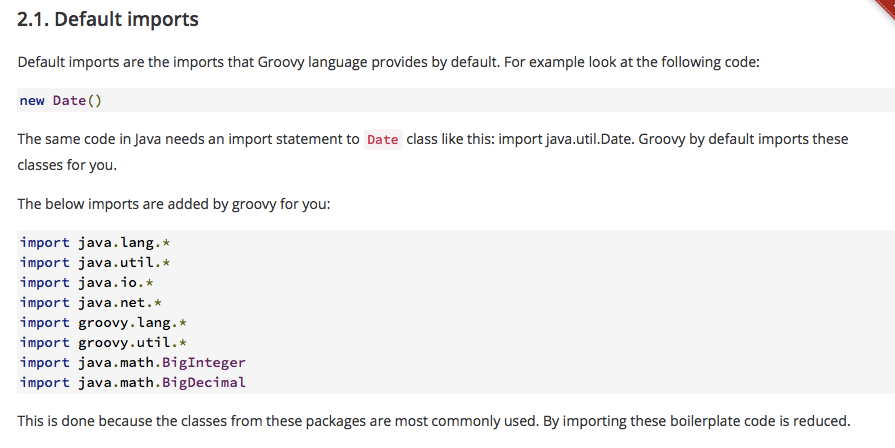 2.1. Default imports
Default imports are the imports that Groovy language provides by default. For example look at the following code:
new Date()
The same code in Java needs an import statement to Date class like this: import java.util.Date. Groovy by default imports these
classes for you.
The below imports are added by groovy for you:
import java.lang.*
import java.util.*
import java.io.*
import java.net.*
import groovy.lang.*
import groovy.util.*
import java.math.BigInteger
import java.math.BigDecimal
This is done because the classes from these packages are most commonly used. By importing these boilerplate code is reduced.